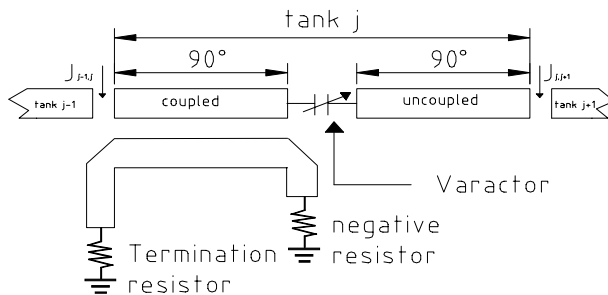 tank j
90°
90°
J j-1,j
J j,j+1
tank j-1
coupled
uncoupled
tank j+1
Varactor
negative
resistor
Termination
resistor